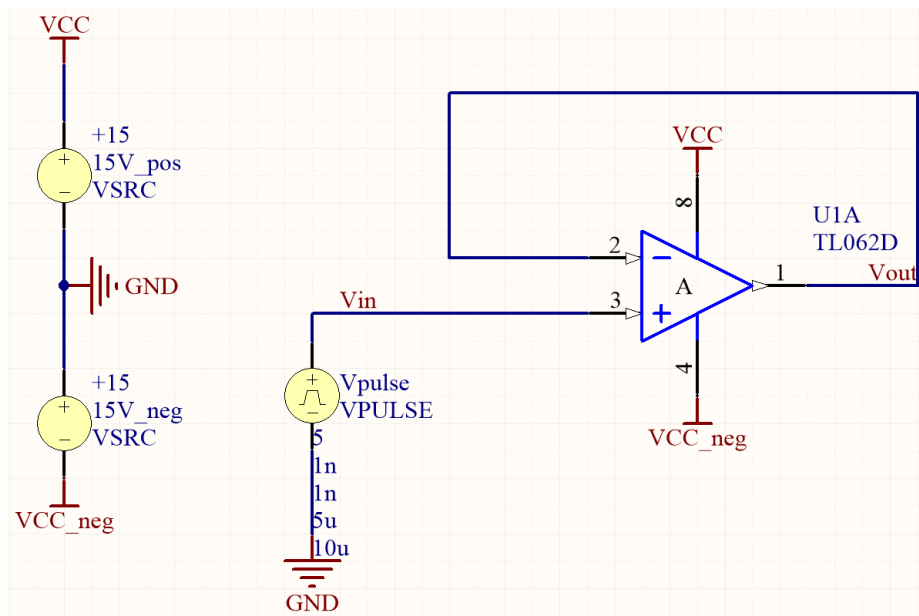 VCC
+15
15V_pos
VSRC
GND
+15
15V_neg
VSRC
VCC_neg
Vin
Vpulse
VPULSE
5
1n
1n
5u
10u
GND
VCC
8
2
3
A
1
4
VCC_neg
U1A
TL062D
Vout